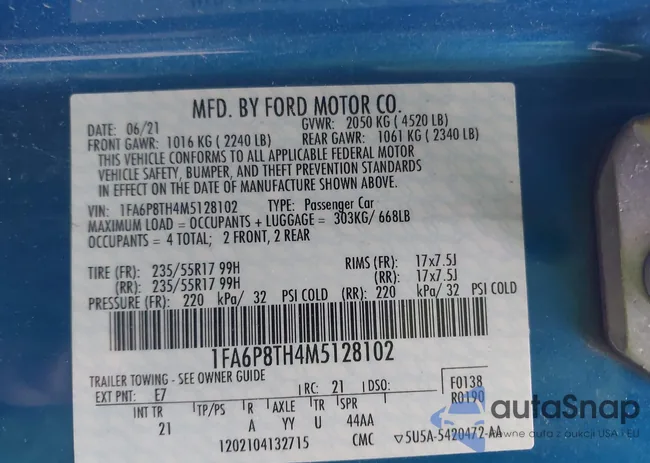 MFD. BY FORD MOTOR CO.
DATE: 06/21 GVWR: 2050 KG ( 4520 LB)
FRONT GAWR: 1016 KG ( 2240 LB) REAR GAWR: 1061 KG ( 2340 LB)
THIS VEHICLE CONFORMS TO ALL APPLICABLE FEDERAL MOTOR
VEHICLE SAFETY, BUMPER, AND THEFT PREVENTION STANDARDS
IN EFFECT ON THE DATE OF MANUFACTURE SHOWN ABOVE.
VIN: 1FA6P8TH4M5128102 TYPE: Passenger Car
MAXIMUM LOAD = OCCUPANTS + LUGGAGE = 303KG/ 668LB
OCCUPANTS = 4 TOTAL; 2 FRONT, 2 REAR
TIRE (FR): 235/55R17 99H RIMS (FR): 17x7.5J
(RR): 235/55R17 99H (RR): 17x7.5J
PRESSURE (FR): 220 kPa/ 32 PSI COLD (RR): 220 kPa/ 32 PSI COLD
1FA6P8TH4M5128102
TRAILER TOWING - SEE OWNER GUIDE
EXT PNT: E7 RC: 21 DSO: F0138
R0190
INT TR TP/PS R AXLE TR SPR
21 A YY U 44AA
1202104132715 CMC 5U5A-5420472-AA
autoSnap
pewne auta z aukcji USA i EU